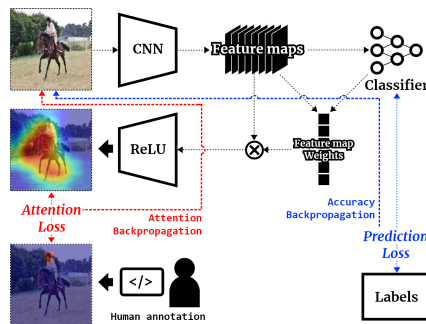 CNN
Feature maps
Classifier
ReLU
Feature map
Weights
Attention
Loss
Attention
Backpropagation
Accuracy
Backpropagation
Prediction
Loss
</>
Human annotation
Labels